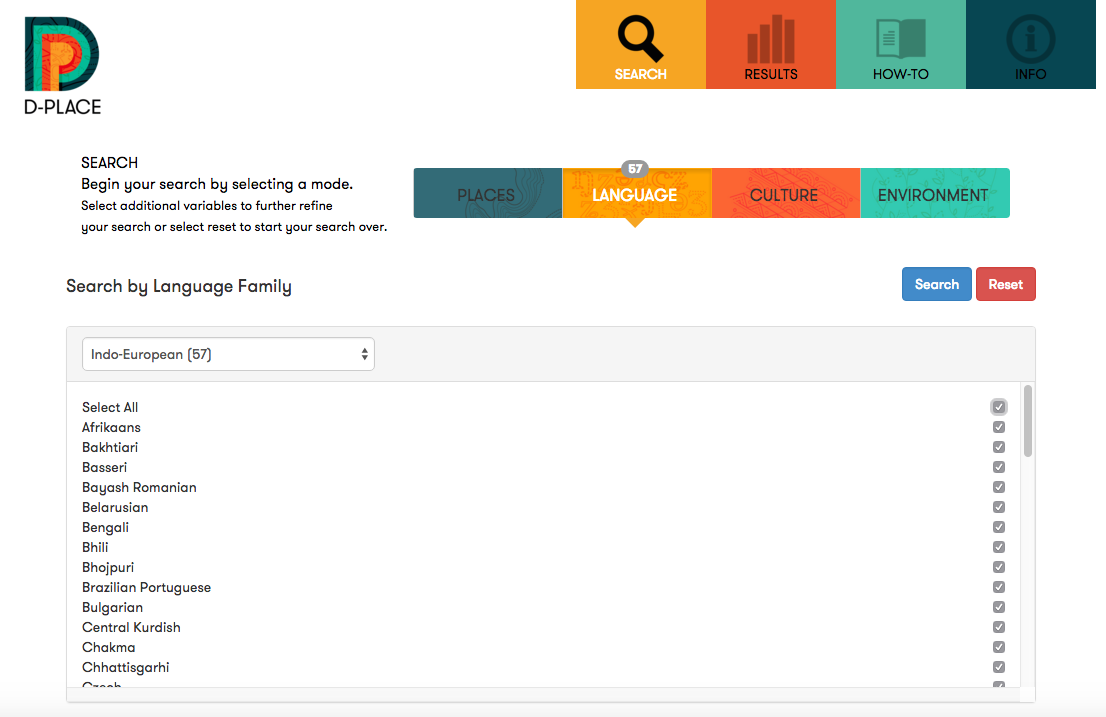 D-PLACE
SEARCH
RESULTS
HOW-TO
INFO
SEARCH
Begin your search by selecting a mode.
Select additional variables to further refine
your search or select reset to start your search over.
57
PLACES
LANGUAGE
CULTURE
ENVIRONMENT
Search by Language Family
Search
Reset
Indo-European (57)
Select All
Afrikaans
Bakhtiari
Basseri
Bayash Romanian
Belarusian
Bengali
Bhili
Bhojpuri
Brazilian Portuguese
Bulgarian
Central Kurdish
Chakma
Chhattisgarhi
Czech